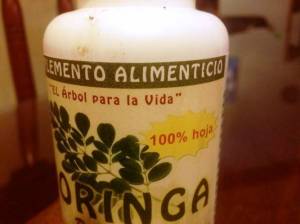 LEMENTO ALIMENTICIO
"EL Árbol para la Vida"
100% hoja
ORINGA